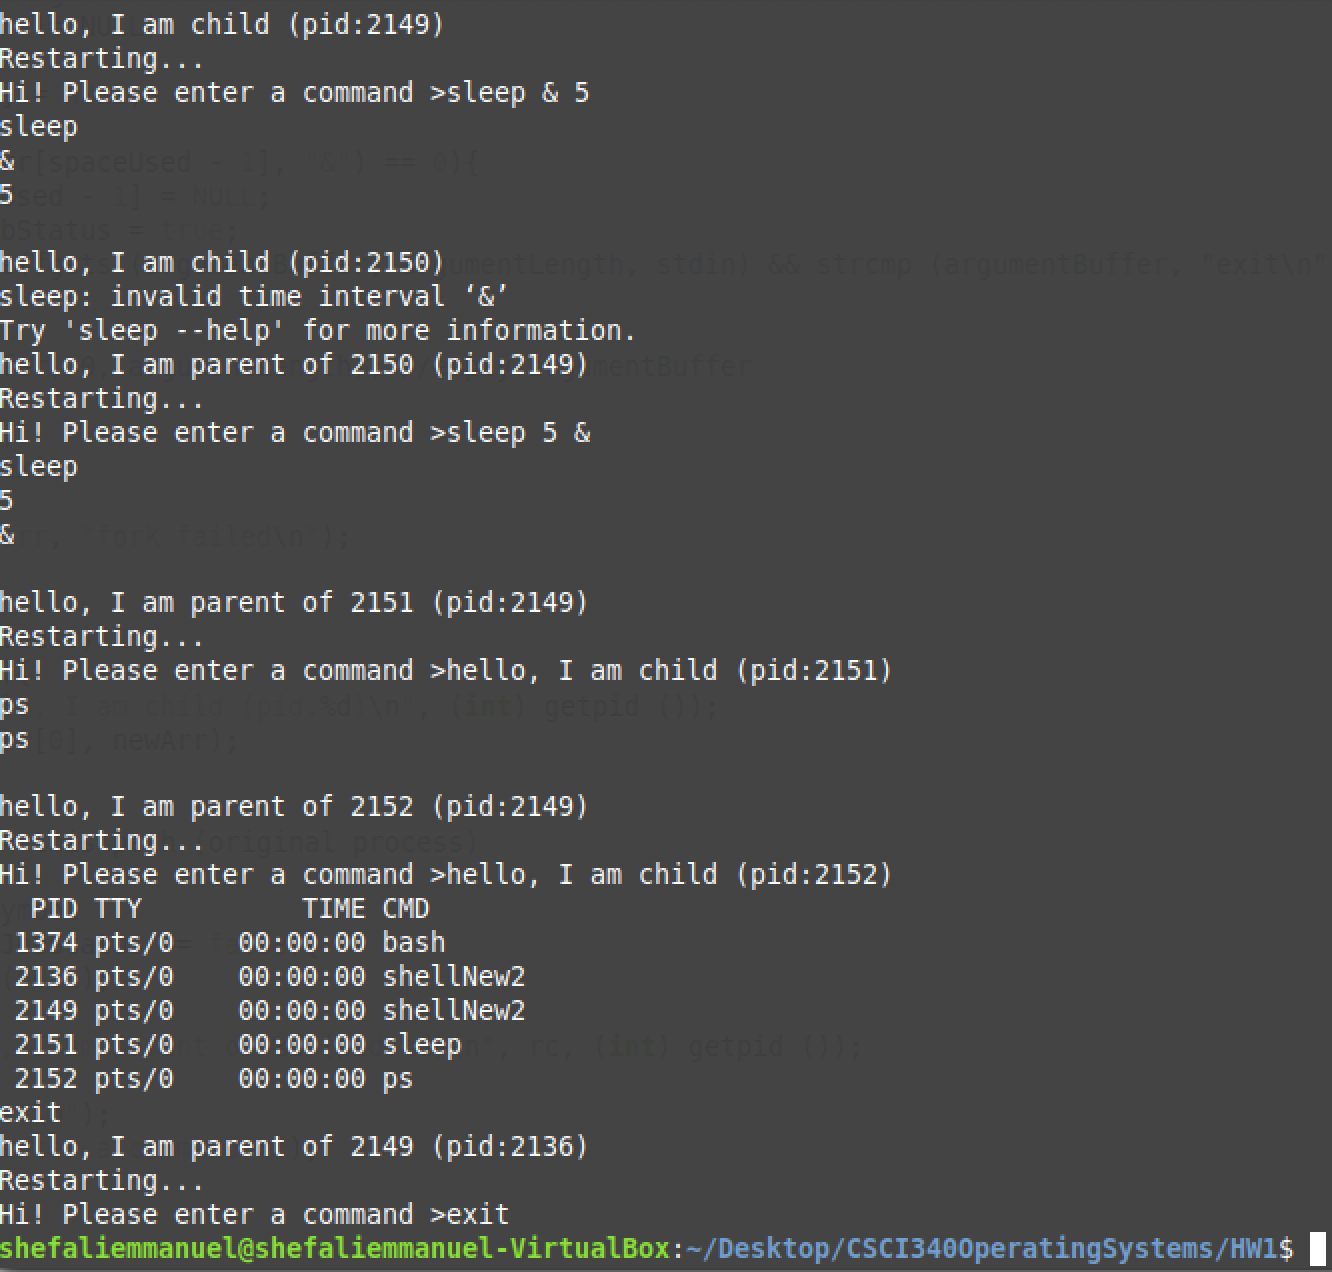 hello, I am child (pid:2149)
Restarting...
Hi! Please enter a command >sleep & 5
sleep
&
5
hello, I am child (pid:2150)
sleep: invalid time interval ‘&’
Try 'sleep --help' for more information.
hello, I am parent of 2150 (pid:2149)
Restarting...
Hi! Please enter a command >sleep 5 &
sleep
5
&
hello, I am parent of 2151 (pid:2149)
Restarting...
Hi! Please enter a command >hello, I am child (pid:2151)
ps
ps
hello, I am parent of 2152 (pid:2149)
Restarting...
Hi! Please enter a command >hello, I am child (pid:2152)
  PID TTY          TIME CMD
 1374 pts/0    00:00:00 bash
 2136 pts/0    00:00:00 shellNew2
 2149 pts/0    00:00:00 shellNew2
 2151 pts/0    00:00:00 sleep
 2152 pts/0    00:00:00 ps
exit
hello, I am parent of 2149 (pid:2136)
Restarting...
Hi! Please enter a command >exit
shefaliemmanuel@shefaliemmanuel-VirtualBox:~/Desktop/CSCI340OperatingSystems/HW1$